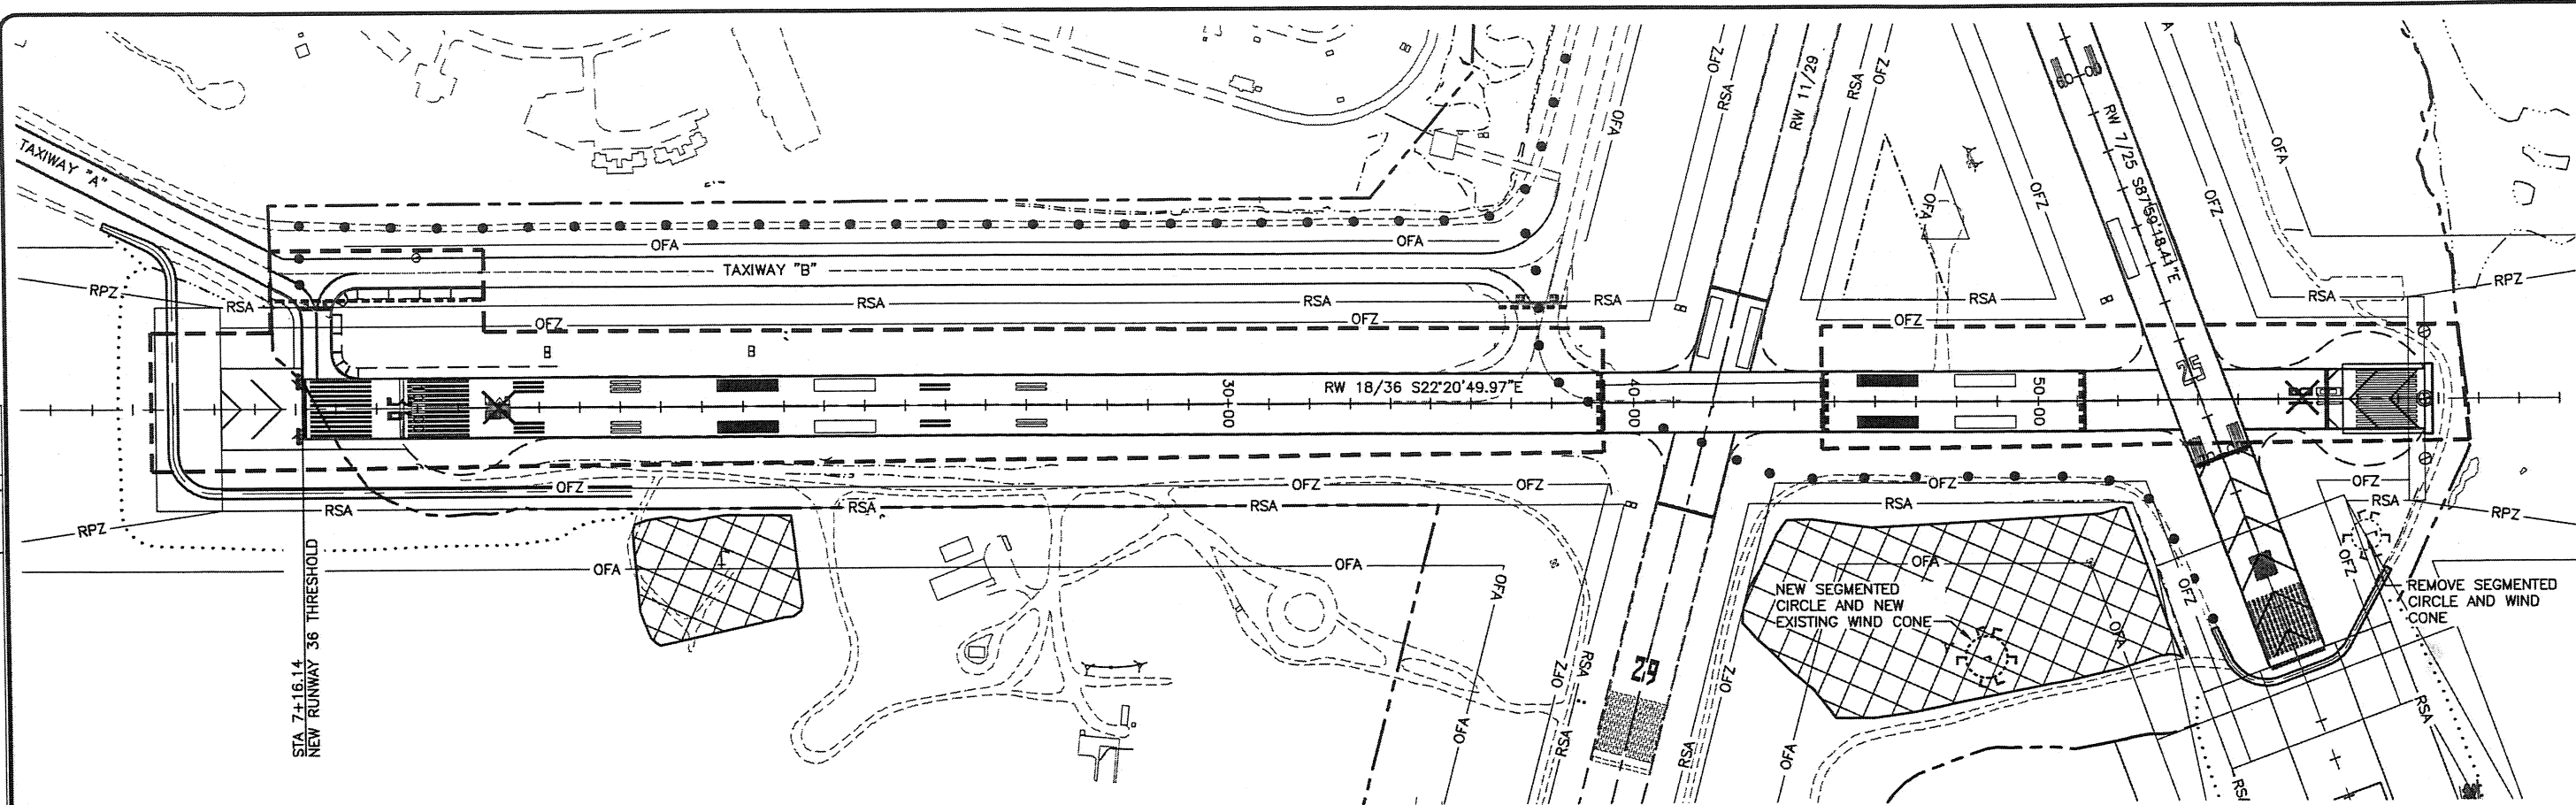 TAXIWAY "A"
TAXIWAY "B"
OFA
OFA
RPZ
RSA
RSA
RSA
RSA
OFZ
OFZ
RW 18/36 S22°20'49.97"E
30+00
40+00
50+00
OFA
OFZ
RSA
RW 11/29
RSA
OFZ
60+00
RW 7/25 S87°59'18.41"E
A
OFA
OFZ
OFZ
OFA
RSA
OFZ
RSA
RPZ
25
RPZ
RSA
OFZ
RSA
OFZ
RSA
OFZ
OFZ
RSA
OFZ
RSA
RPZ
OFA
OFA
OFA
OFA
STA 7+16.14
NEW RUNWAY 36 THRESHOLD
NEW SEGMENTED
CIRCLE AND NEW
EXISTING WIND CONE
REMOVE SEGMENTED
CIRCLE AND WIND
CONE
OFZ
OFZ
OFA
OFZ
RSA
29
OFZ
OFA
RSA
RSA
OFA
RSA
RSA